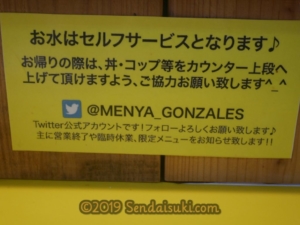 お水はセルフサービスとなります♪
お帰りの際は、丼・コップ等をカウンター上段へ
上げて頂けますよう、ご協力お願い致します^_^
@MENYA_GONZALES
Twitter公式アカウントです!フォローよろしくお願い致します♪
主に営業終了や臨時休業、限定メニューをお知らせ致します!!
©2019 Sendaisuki.com